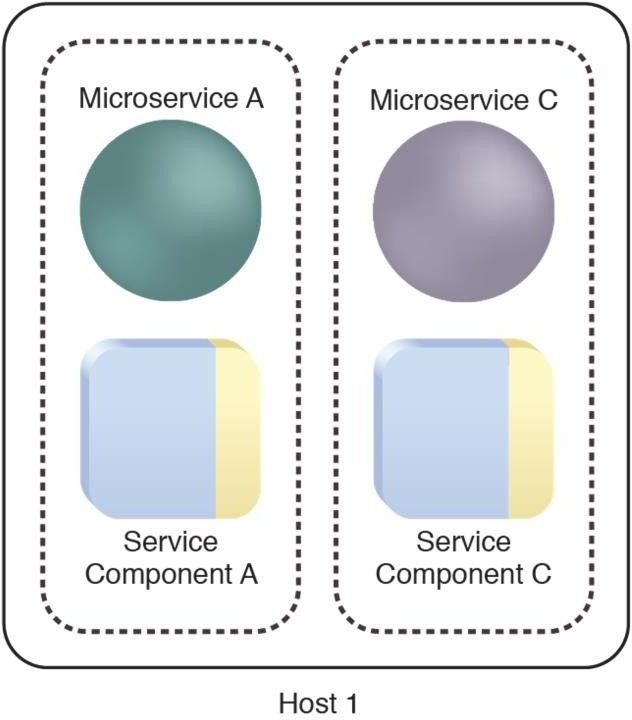 Microservice A
Microservice C
Service
Component A
Service
Component C
Host 1